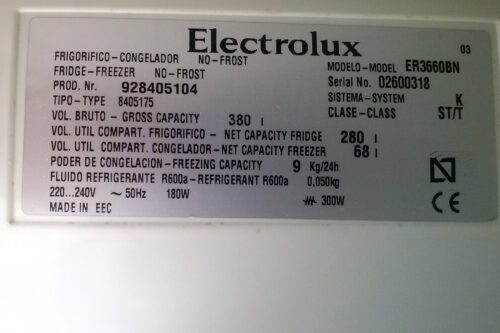 Electrolux
03
FRIGORIFICO-CONGELADOR NO-FROST
MODELO-MODEL ER3660BN
FRIDGE-FREEZER NO-FROST
Serial No. 02600318
PROD. Nr. 928405104
SISTEMA-SYSTEM K
TIPO-TYPE 8405175
CLASE-CLASS ST/T
VOL. BRUTO-GROSS CAPACITY 380 l
VOL. UTIL COMPART. FRIGORIFICO-NET CAPACITY FRIDGE 280 l
VOL. UTIL COMPART. CONGELADOR-NET CAPACITY FREEZER 68 l
PODER DE CONGELACION-FREEZING CAPACITY 9 Kg/24h
FLUIDO REFRIGERANTE R600a-REFRIGERANT R600a 0,050kg
220...240V ~ 50Hz 180W
300W
MADE IN EEC
N
CE